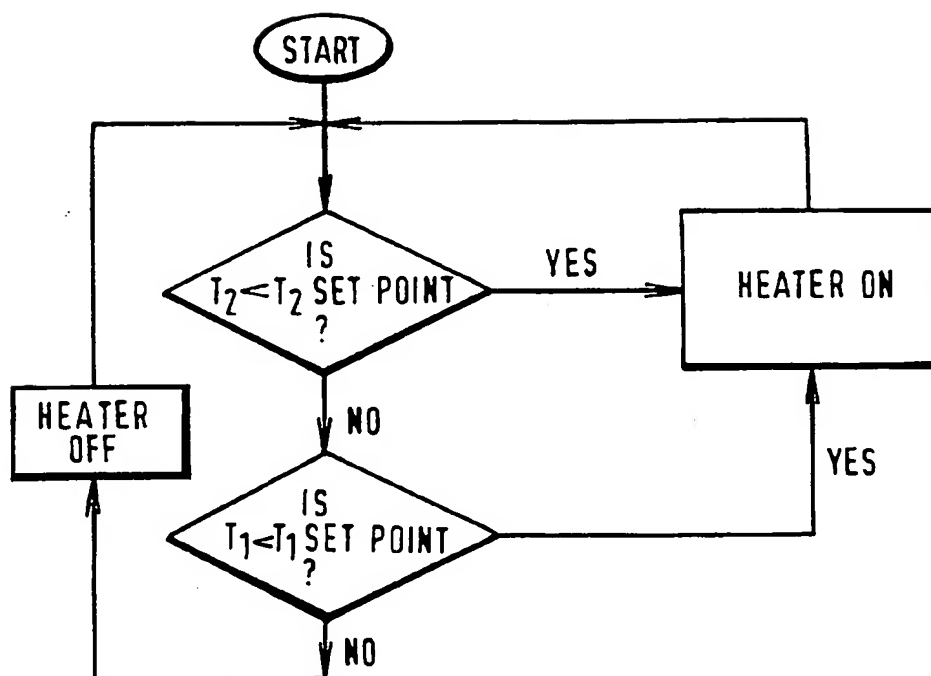 START
IS
T₂<T₂ SET POINT
?
YES
HEATER ON
HEATER
OFF
NO
YES
IS
T₁<T₁ SET POINT
?
NO